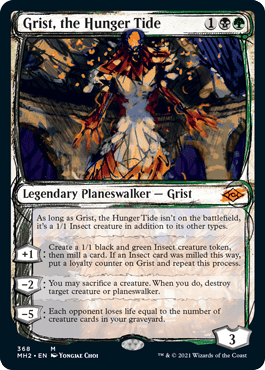 Grist, the Hunger Tide 1
Legendary Planeswalker — Grist
As long as Grist, the Hunger Tide isn't on the battlefield,
it's a 1/1 Insect creature in addition to its other types.
+1: Create a 1/1 black and green Insect creature token,
then mill a card. If an Insect card was milled this way,
put a loyalty counter on Grist and repeat this process.
−2: You may sacrifice a creature. When you do, destroy
target creature or planeswalker.
−5: Each opponent loses life equal to the number of
creature cards in your graveyard.
3
368 M
MH2 • EN Yongjae Choi
™ & © 2021 Wizards of the Coast